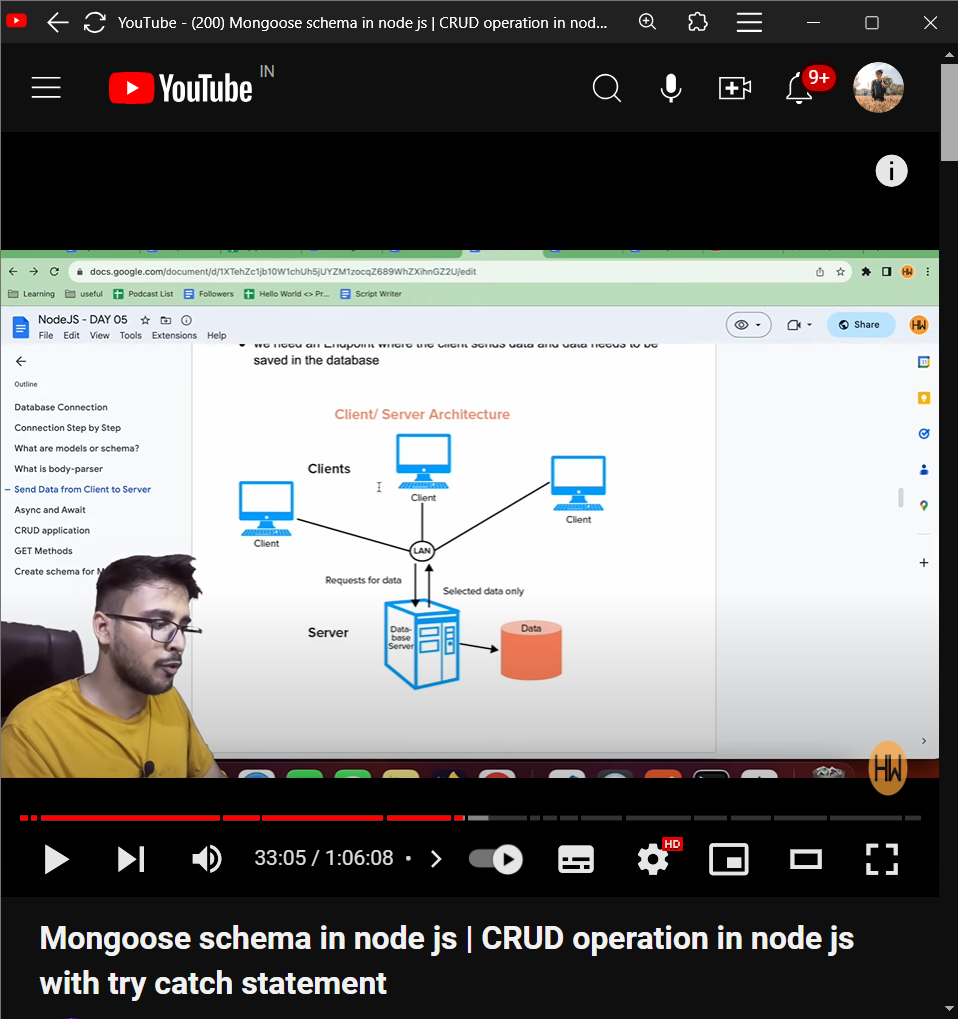 YouTube - (200) Mongoose schema in node js | CRUD operation in nod...
YouTube IN
9+
docs.google.com/document/d/1XTehZc1jb10W1chUh5jUYZM1zocqZ689WhZXihnGZ2U/edit
HW
Learning useful Podcast List Followers Hello World <> Pr... Script Writer
NodeJS - DAY 05
File Edit View Tools Extensions Help
Share
HW
we need an Endpoint where the client sends data and data needs to be
saved in the database
Outline
Database Connection
Connection Step by Step
What are models or schema?
What is body-parser
Send Data from Client to Server
Async and Await
CRUD application
GET Methods
Create schema for M
Client/ Server Architecture
Clients
Client
Client
Client
LAN
Requests for data
Selected data only
Server
Data-
base
Server
Data
HW
33:05 / 1:06:08
HD
Mongoose schema in node js | CRUD operation in node js
with try catch statement